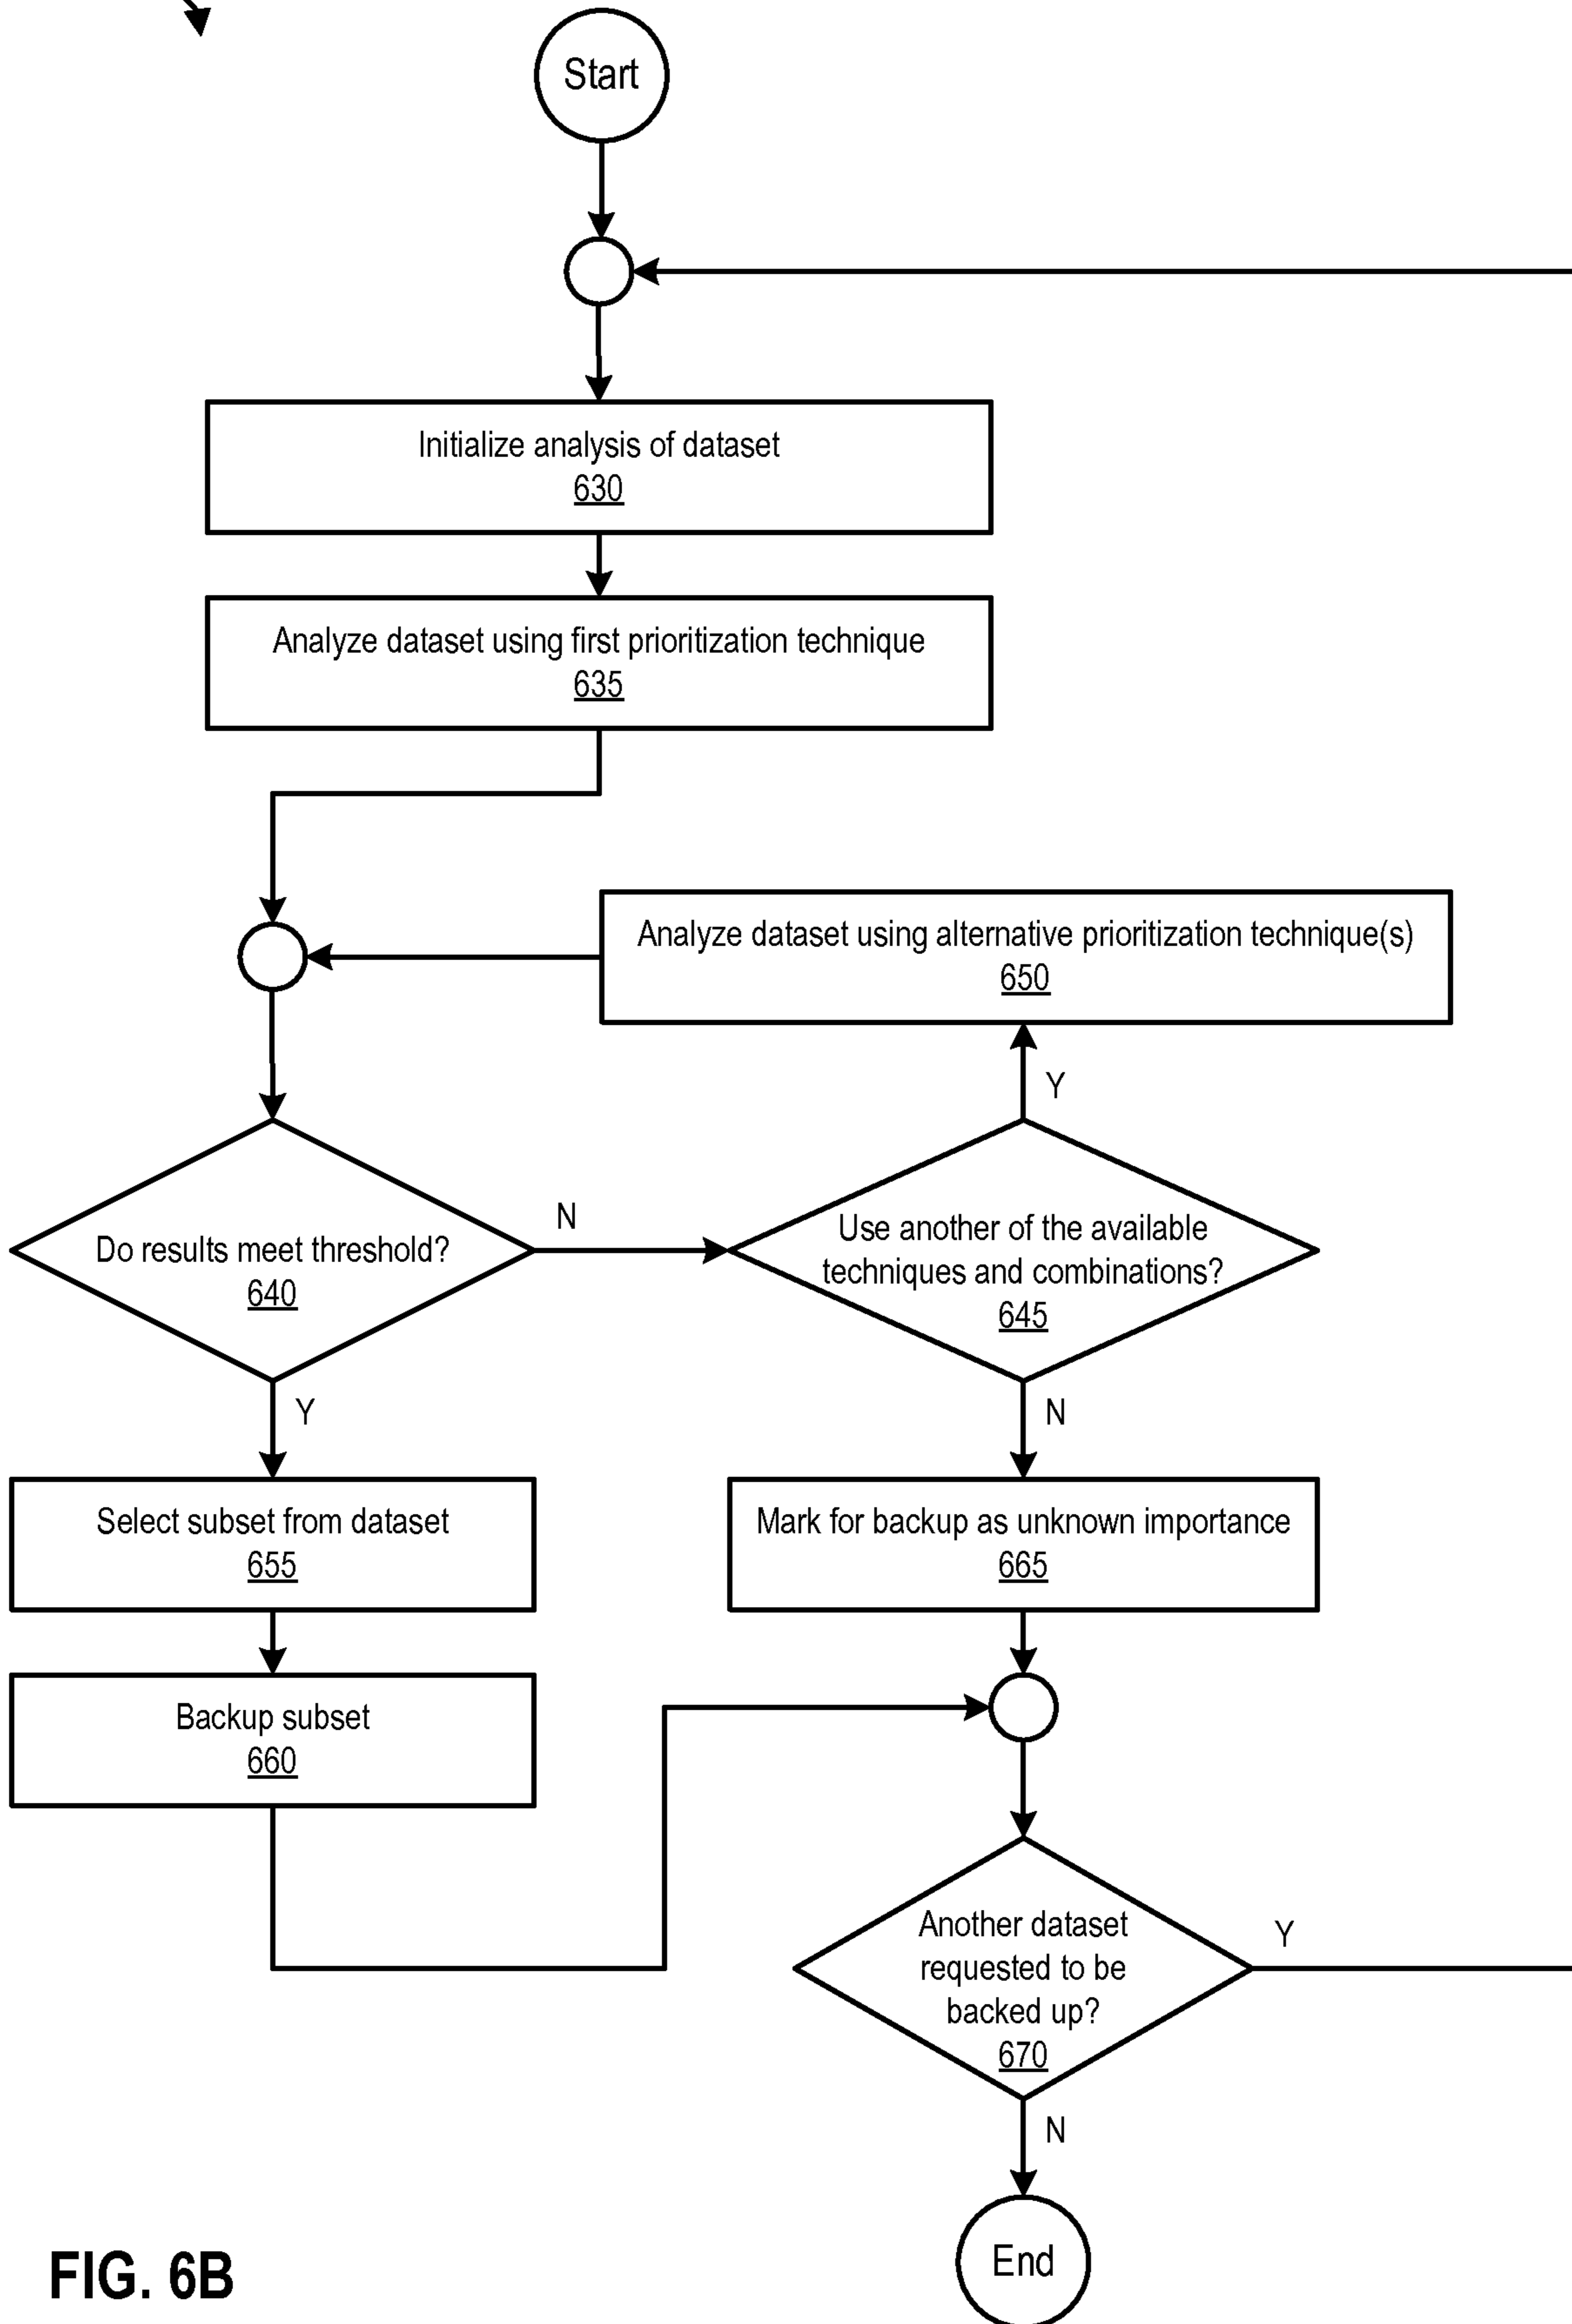 Start
Initialize analysis of dataset
630
Analyze dataset using first prioritization technique
635
Analyze dataset using alternative prioritization technique(s)
650
Y
N
Do results meet threshold?
640
Use another of the available
techniques and combinations?
645
Y
N
Select subset from dataset
655
Mark for backup as unknown importance
665
Backup subset
660
Another dataset
requested to be
backed up?
670
Y
N
End
FIG. 6B